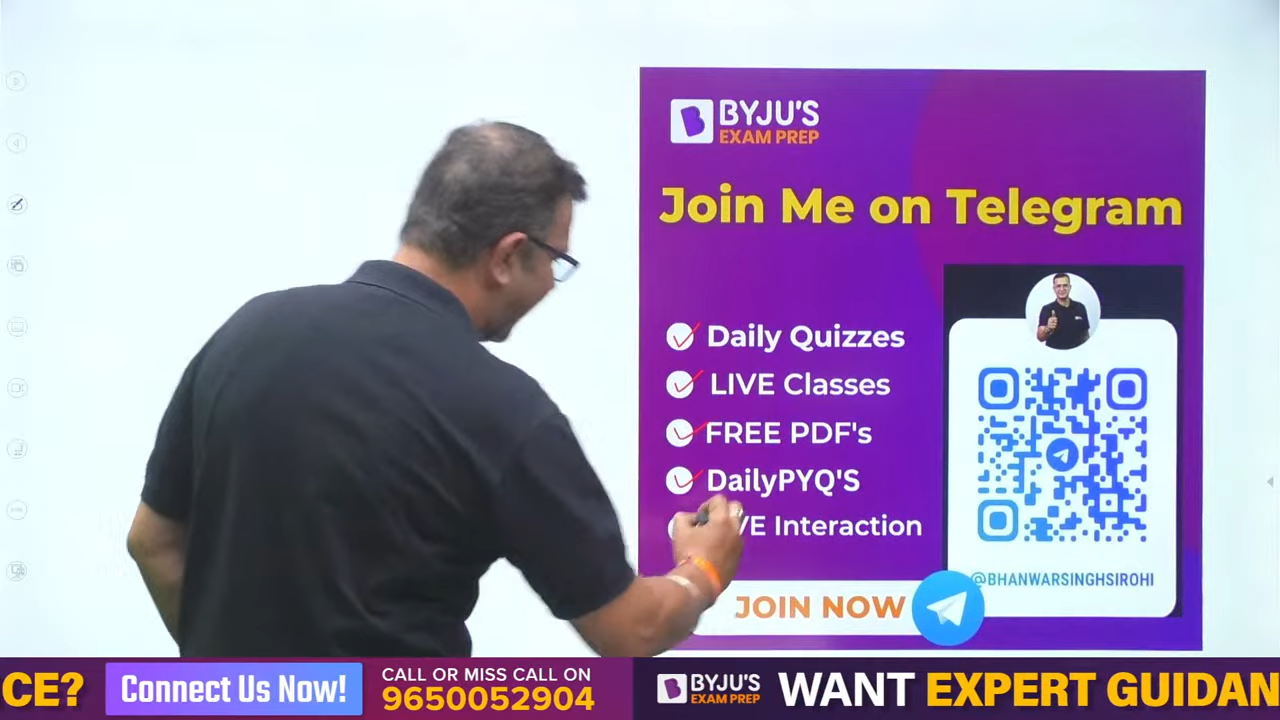 BYJU'S
EXAM PREP
Join Me on Telegram
Daily Quizzes
LIVE Classes
FREE PDF's
DailyPYQ'S
Interaction
@BHANWARSINGHSIROHI
JOIN NOW
CE?
Connect Us Now!
CALL OR MISS CALL ON
9650052904
BYJU'S
EXAM PREP
WANT EXPERT GUIDAN